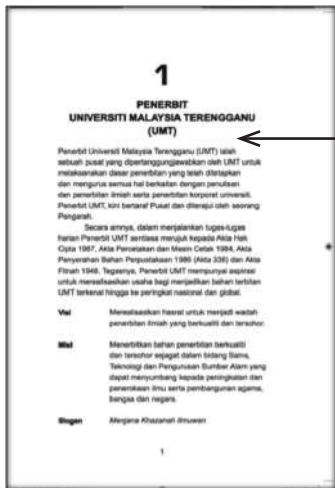 1
PENERBIT
UNIVERSITI MALAYSIA TERENGGANU
(UMT)
Penerbit Universiti Malaysia Terengganu (UMT) ialah
sebuah pusat yang dipertanggungjawabkan oleh UMT untuk
melaksanakan dasar penerbitan yang telah ditetapkan
dan mengurus semua hal berkaitan dengan penulisan
dan penerbitan ilmiah serta penerbitan korporat universiti.
Penerbit UMT, kini bertaraf Pusat dan diterajui oleh seorang
Pengarah.
Secara amnya, dalam menjalankan tugas-tugas
harian Penerbit UMT sentiasa merujuk kepada Akta Hak
Cipta 1987, Akta Percetakan dan Mesin Cetak 1984, Akta
Penyerahan Bahan Perpustakaan 1986 (Akta 338) dan Akta
Fitnah 1948. Tegasnya, Penerbit UMT mempunyai aspirasi
untuk merealisasikan usaha bagi menjadikan bahan terbitan
UMT terkenal hingga ke peringkat nasional dan global.
Visi Merealisasikan hasrat untuk menjadi wadah
penerbitan ilmiah yang berkualiti dan tersohor.
Misi Menerbitkan bahan penerbitan berkualiti
dan tersohor sejagat dalam bidang Sains,
Teknologi dan Pengurusan Sumber Alam yang
dapat menyumbang kepada peningkatan dan
penerokaan ilmu serta pembangunan agama,
bangsa dan negara.
Slogan Menjana Khazanah Ilmuwan
1